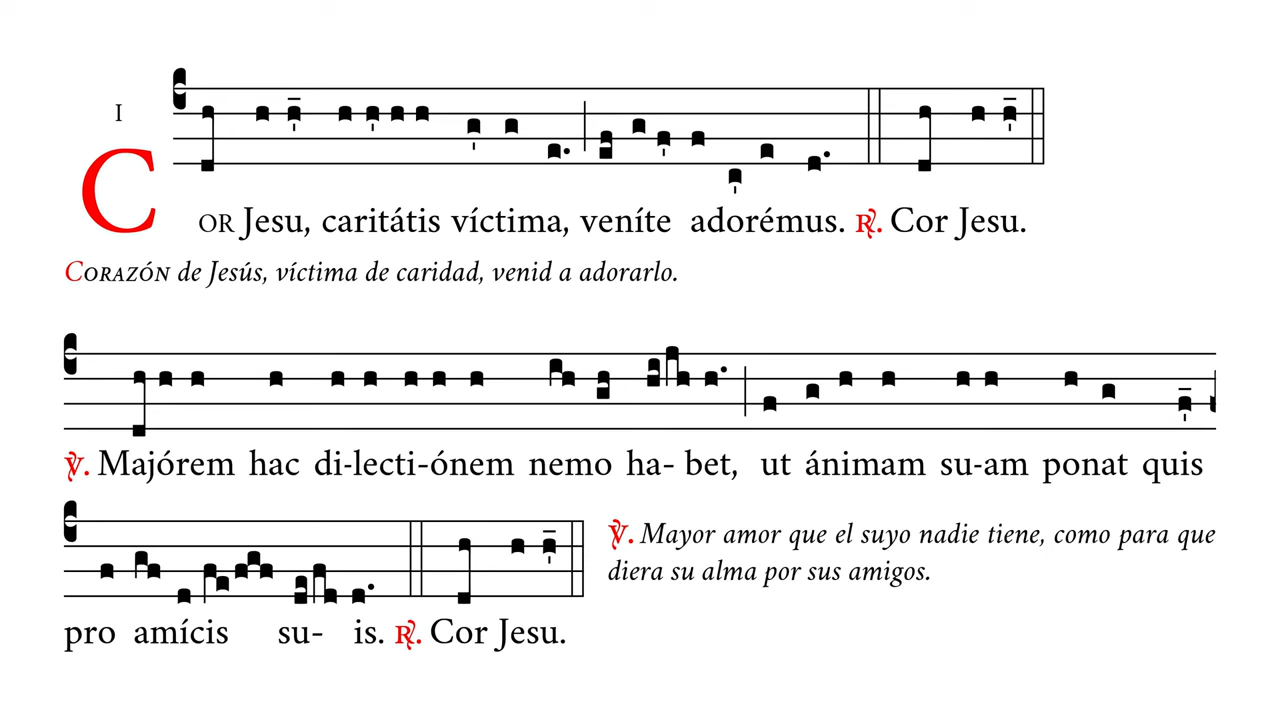 I
COR Jesu, caritátis víctima, veníte adorémus. ℟. Cor Jesu.
CORAZÓN de Jesús, víctima de caridad, venid a adorarlo.
℣. Majórem hac di-lecti-ónem nemo ha- bet, ut ánimam su-am ponat quis
pro amícis su- is. ℟. Cor Jesu.
℣. Mayor amor que el suyo nadie tiene, como para que
diera su alma por sus amigos.